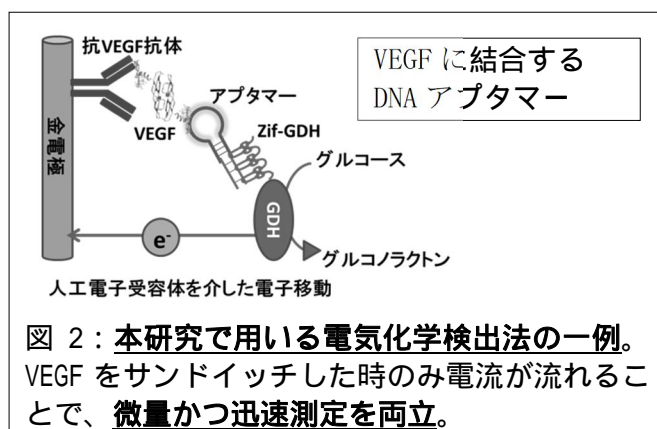 抗VEGF抗体
VEGF に結合する
DNA アプタマー
アプタマー
VEGF
Zif-GDH
金電極
グルコース
GDH
e-
グルコノラクトン
人工電子受容体を介した電子移動
図 2:本研究で用いる電気化学検出法の一例。
VEGF をサンドイッチした時のみ電流が流れるこ
とで、微量かつ迅速測定を両立。